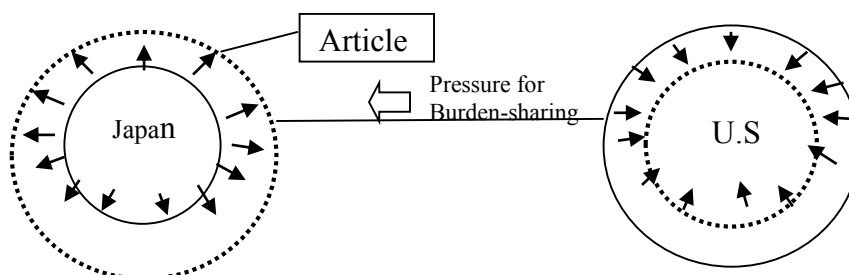 Article
Pressure for
Burden-sharing
Japan
U.S